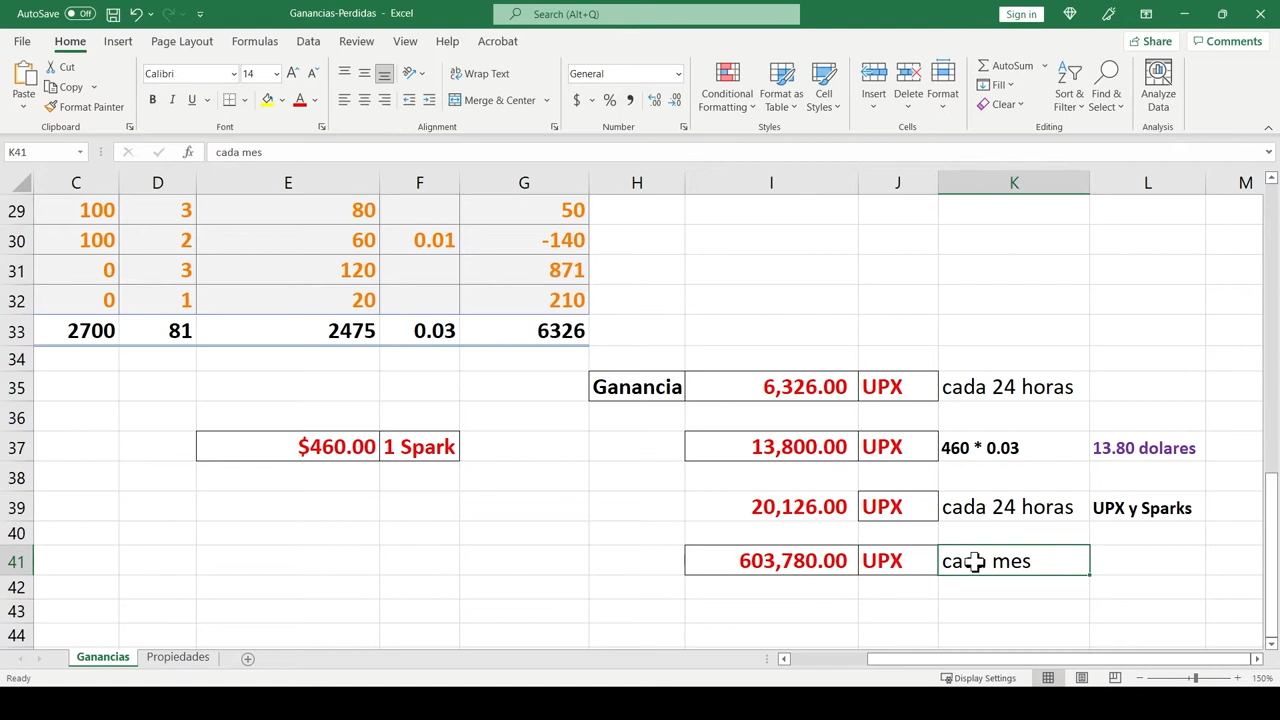 AutoSave Off Ganancias-Perdidas - Excel Search (Alt+Q) Sign in
File Home Insert Page Layout Formulas Data Review View Help Acrobat Share Comments
Paste Cut Copy Format Painter
Calibri 14
B I U
Wrap Text
Merge & Center
General
$ %
Conditional Formatting Format as Table Cell Styles
Insert Delete Format
AutoSum Fill Clear
Sort & Filter Find & Select
Analyze Data
Clipboard Font Alignment Number Styles Cells Editing Analysis
K41 fx cada mes
C D E F G H I J K L M
29 100 3 80 50
30 100 2 60 0.01 -140
31 0 3 120 871
32 0 1 20 210
33 2700 81 2475 0.03 6326
34
35 Ganancia 6,326.00 UPX cada 24 horas
36
37 $460.00 1 Spark 13,800.00 UPX 460 * 0.03 13.80 dolares
38
39 20,126.00 UPX cada 24 horas UPX y Sparks
40
41 603,780.00 UPX cada mes
42
43
44
Ganancias Propiedades
Ready Display Settings 150%